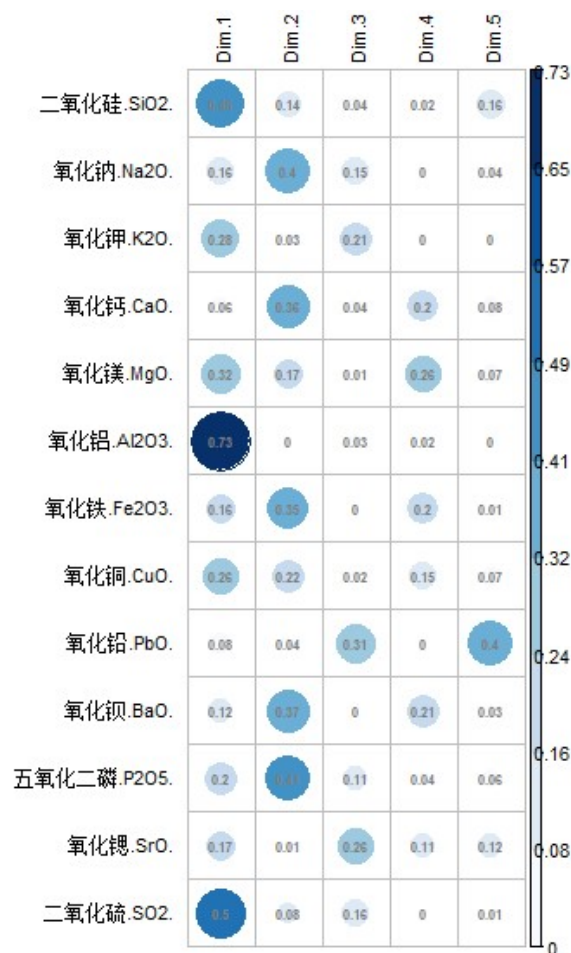 Dim.1 Dim.2 Dim.3 Dim.4 Dim.5
二氧化硅.SiO2. 0.14 0.04 0.02 0.16
氧化钠.Na2O. 0.16 0.4 0.15 0 0.04
氧化钾.K2O. 0.28 0.03 0.21 0 0
氧化钙.CaO. 0.06 0.36 0.04 0.2 0.08
氧化镁.MgO. 0.32 0.17 0.01 0.26 0.07
氧化铝.Al2O3. 0.73 0 0.03 0.02 0
氧化铁.Fe2O3. 0.16 0.35 0 0.2 0.01
氧化铜.CuO. 0.26 0.22 0.02 0.15 0.07
氧化铅.PbO. 0.08 0.04 0.31 0 0.4
氧化钡.BaO. 0.12 0.37 0 0.21 0.03
五氧化二磷.P2O5. 0.2 0.11 0.04 0.06
氧化锶.SrO. 0.17 0.01 0.26 0.11 0.12
二氧化硫.SO2. 0.5 0.08 0.16 0 0.01
0.73
0.65
0.57
0.49
0.41
0.32
0.24
0.16
0.08
0